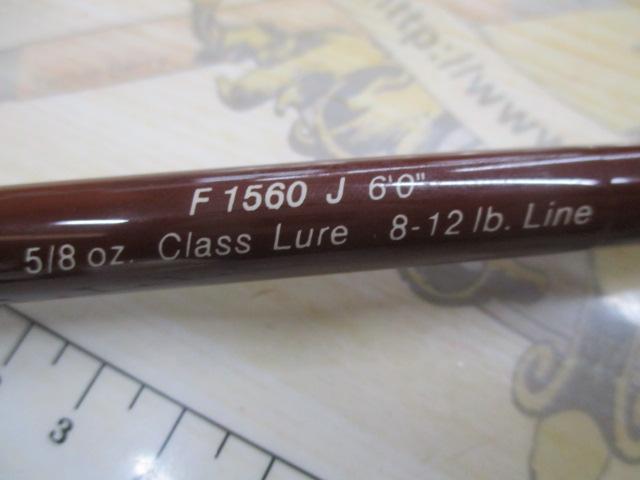 http://www.
F 1560 J 6'0"
5/8 oz. Class Lure 8-12 lb. Line
3